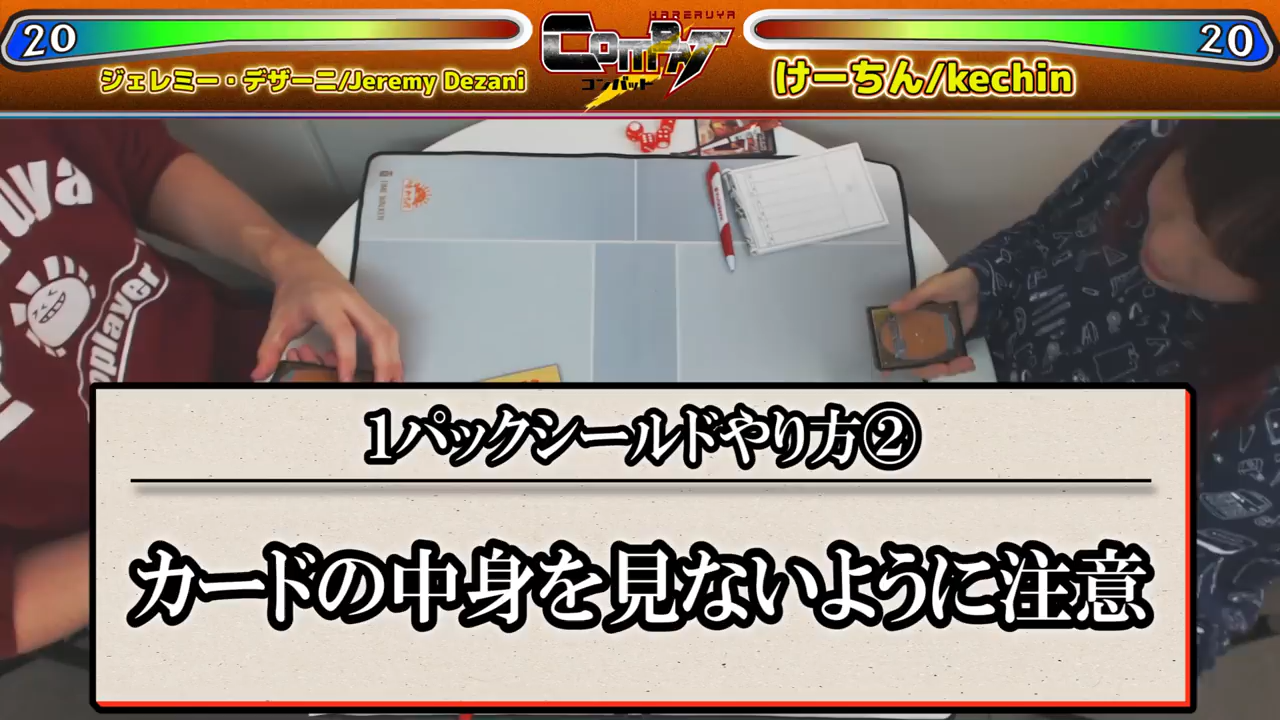 20
HARERUYA
COMBAT
コンバット
20
ジェレミー・デザーニ/Jeremy Dezani
けーちん/kechin
1パックシールドやり方②
カードの中身を見ないように注意